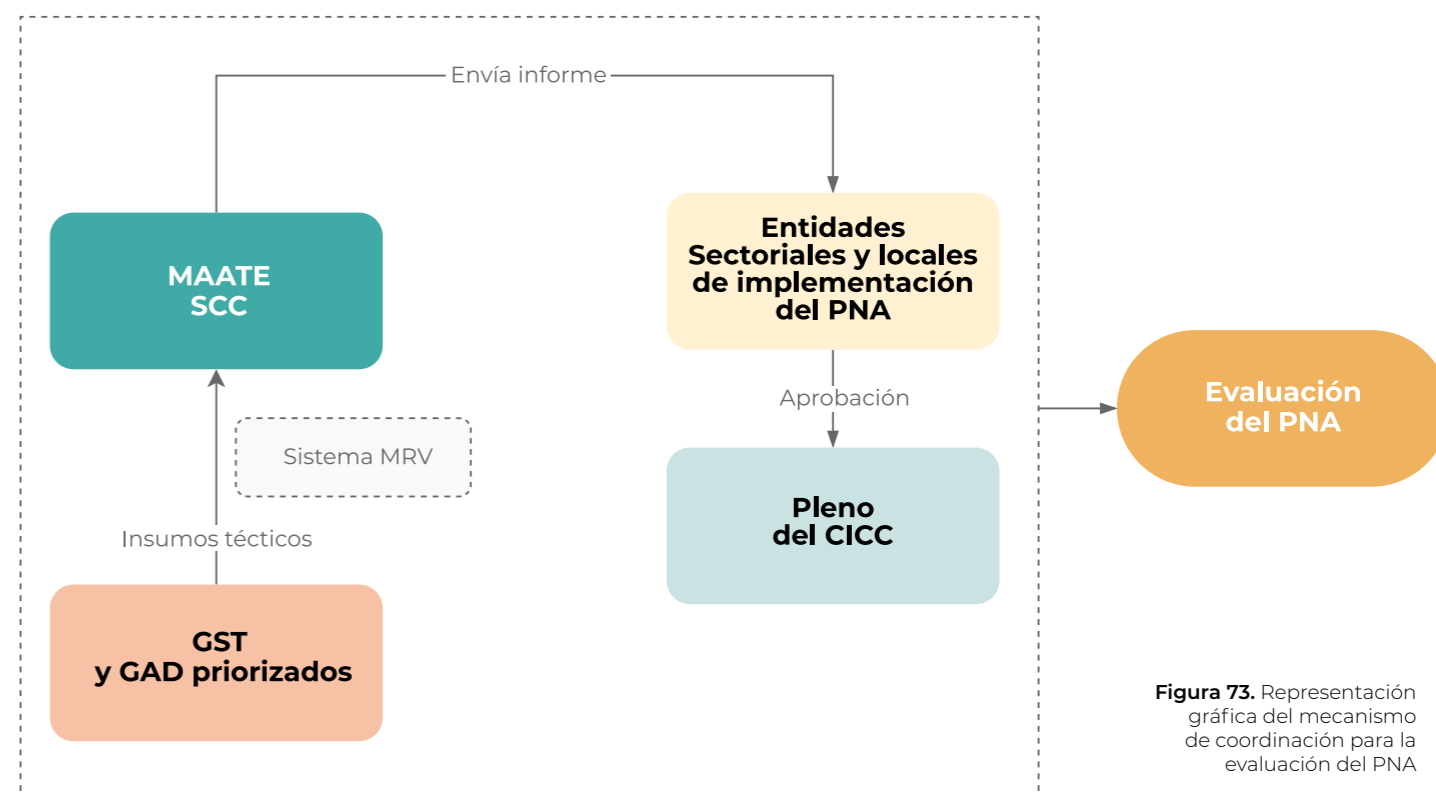 Envía informe
MAATE
SCC
Entidades
Sectoriales y locales
de implementación
del PNA
Evaluación
del PNA
Aprobación
Sistema MRV
Pleno
del CICC
Insumos técticos
GST
y GAD priorizados
Figura 73. Representación
gráfica del mecanismo
de coordinación para la
evaluación del PNA